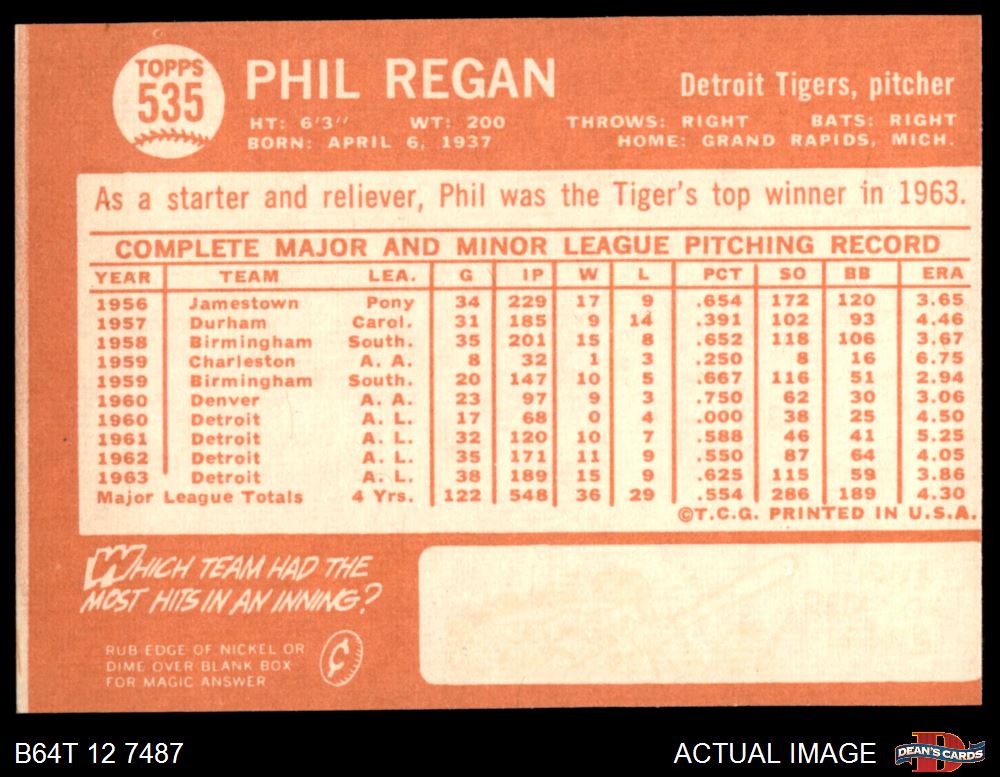 TOPPS
535
PHIL REGAN
Detroit Tigers, pitcher
HT: 6'3" WT: 200 THROWS: RIGHT BATS: RIGHT
BORN: APRIL 6, 1937 HOME: GRAND RAPIDS, MICH.
As a starter and reliever, Phil was the Tiger's top winner in 1963.
COMPLETE MAJOR AND MINOR LEAGUE PITCHING RECORD
YEAR TEAM LEA. G IP W L PCT SO BB ERA
1956 Jamestown Pony 34 229 17 9 .654 172 120 3.65
1957 Durham Carol. 31 185 9 14 .391 102 93 4.46
1958 Birmingham South. 35 201 15 8 .652 118 106 3.67
1959 Charleston A. A. 8 32 1 3 .250 8 16 6.75
1959 Birmingham South. 20 147 10 5 .667 116 51 2.94
1960 Denver A. A. 23 97 9 3 .750 62 30 3.06
1960 Detroit A. L. 17 68 0 4 .000 38 25 4.50
1961 Detroit A. L. 32 120 10 7 .588 46 41 5.25
1962 Detroit A. L. 35 171 11 9 .550 87 64 4.05
1963 Detroit A. L. 38 189 15 9 .625 115 59 3.86
Major League Totals 4 Yrs. 122 548 36 29 .554 286 189 4.30
©T.C.G. PRINTED IN U.S.A.
WHICH TEAM HAD THE
MOST HITS IN AN INNING?
RUB EDGE OF NICKEL OR
DIME OVER BLANK BOX
FOR MAGIC ANSWER
¢
B64T 12 7487
ACTUAL IMAGE
DEAN'S CARDS